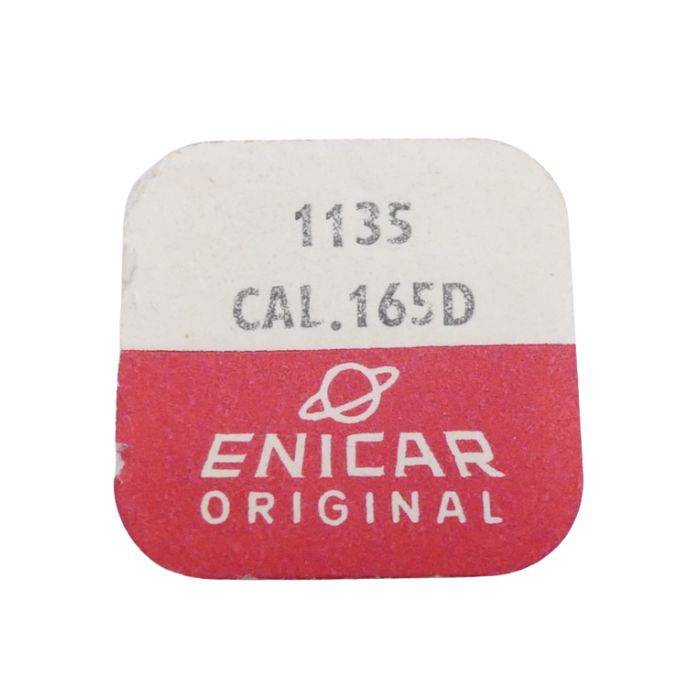 1135
CAL.165D
ENICAR
ORIGINAL